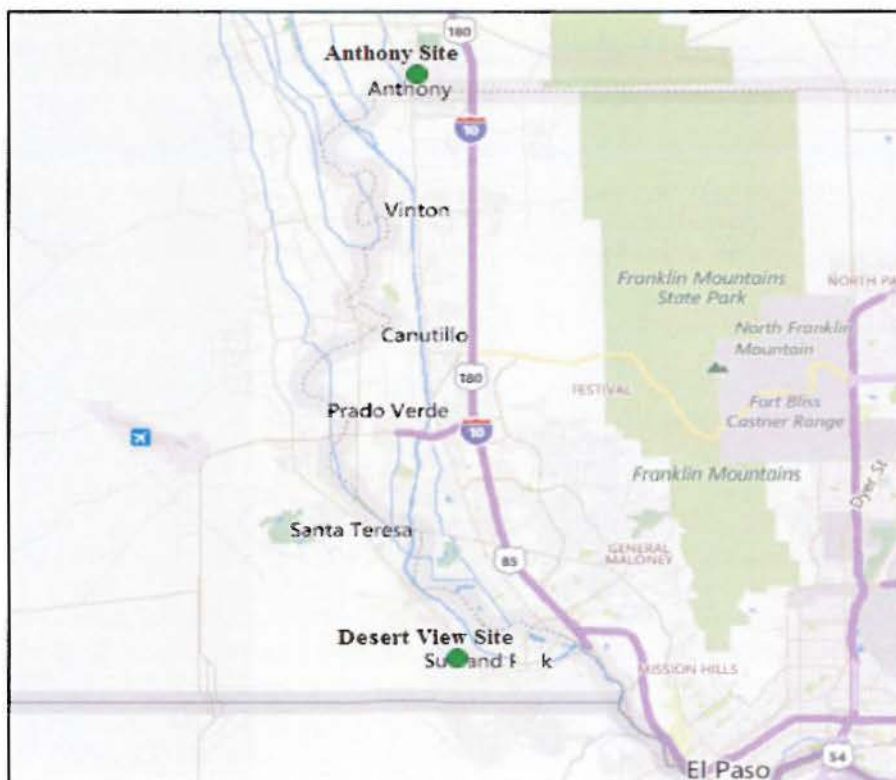 180
Anthony Site
Anthony
10
Vinton
Franklin Mountains
State Park
NORTH PA
Canutillo
North Franklin
Mountain
180
FESTIVAL
Prado Verde
Fort Bliss
Castner Range
10
Franklin Mountains
Dyer St
Santa Teresa
GENERAL
MALONEY
85
Desert View Site
Su and P k
MISSION HILLS
El Paso
54